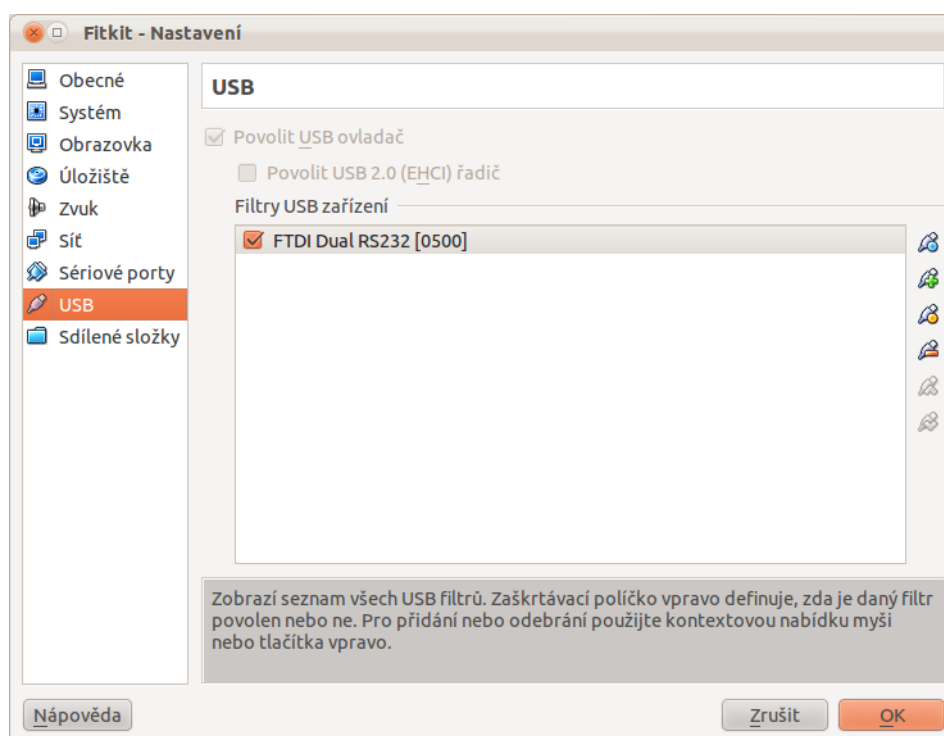 Fitkit - Nastavení
Obecné
Systém
Obrazovka
Úložiště
Zvuk
Síť
Sériové porty
USB
Sdílené složky
USB
Povolit USB ovladač
Povolit USB 2.0 (EHCI) řadič
Filtry USB zařízení
FTDI Dual RS232 [0500]
Zobrazí seznam všech USB filtrů. Zaškrtávací políčko vpravo definuje, zda je daný filtr
povolen nebo ne. Pro přidání nebo odebrání použijte kontextovou nabídku myši
nebo tlačítka vpravo.
Nápověda
Zrušit
OK